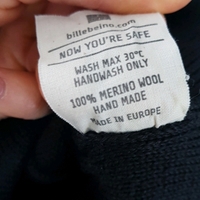 billebeino.com
NOW YOU'RE SAFE
WASH MAX 30°C
HANDWASH ONLY
100% MERINO WOOL
HAND MADE
MADE IN EUROPE